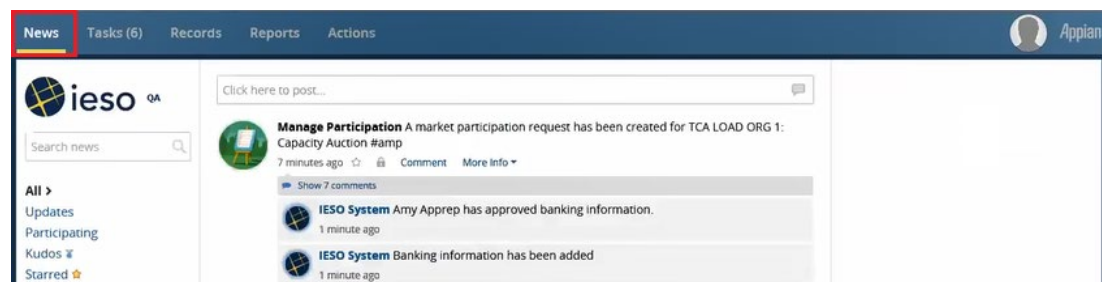 News Tasks (6) Records Reports Actions Appian
ieso QA
Search news
All >
Updates
Participating
Kudos
Starred
Click here to post...
Manage Participation A market participation request has been created for TCA LOAD ORG 1:
Capacity Auction #amp
7 minutes ago Comment More Info
Show 7 comments
IESO System Amy Apprep has approved banking information.
1 minute ago
IESO System Banking information has been added
1 minute ago